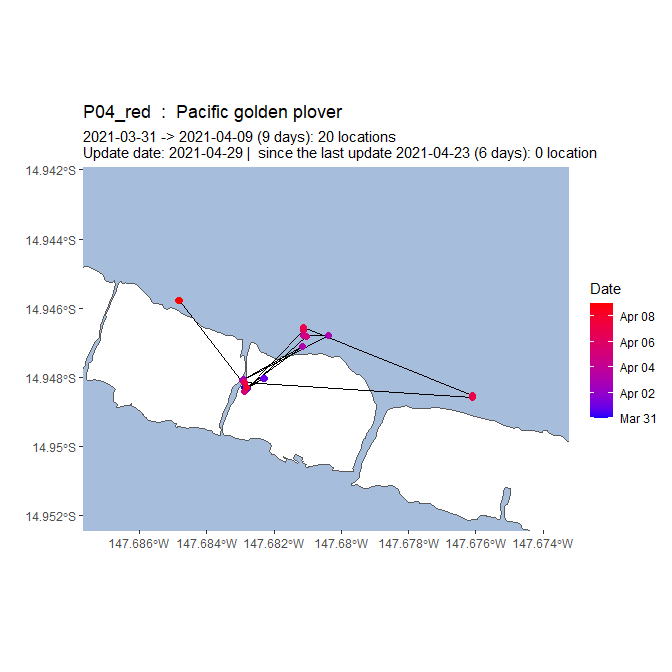 P04_red  :  Pacific golden plover
2021-03-31 -> 2021-04-09 (9 days): 20 locations
Update date: 2021-04-29 |  since the last update 2021-04-23 (6 days): 0 location
14.942°S
14.944°S
14.946°S
14.948°S
14.95°S
14.952°S
147.686°W 147.684°W 147.682°W 147.68°W 147.678°W 147.676°W 147.674°W
Date
Apr 08
Apr 06
Apr 04
Apr 02
Mar 31